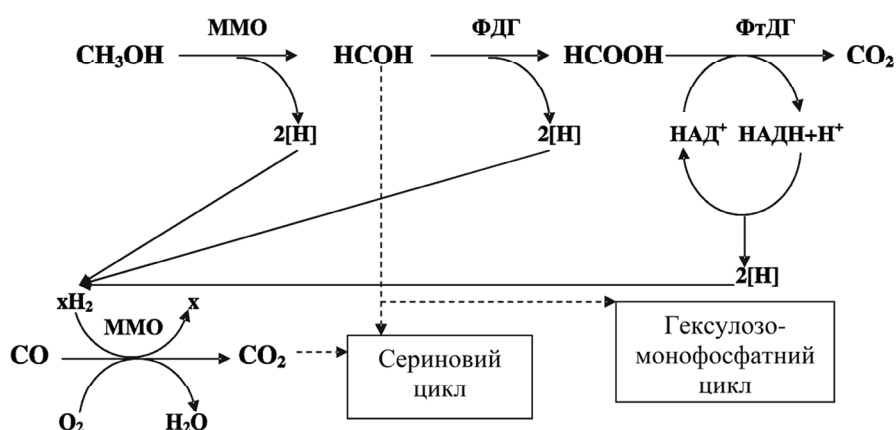 ММО ФДГ ФтДГ
CH₃OH HCOH HCOOH CO₂
2[H] 2[H] НАД⁺ НАДН+Н⁺
2[H]
xH₂ x
ММО
CO CO₂
O₂ H₂O
Сериновий
цикл
Гексулозо-
монофосфатний
цикл